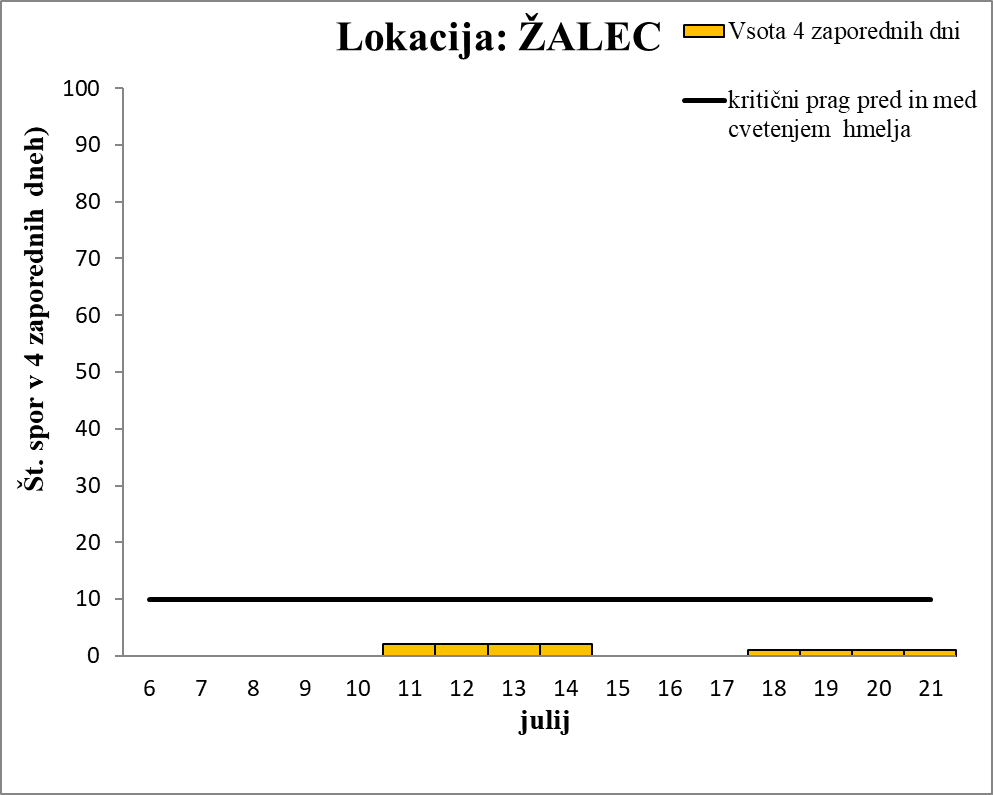 Lokacija: ŽALEC
Vsota 4 zaporednih dni
kritični prag pred in med
cvetenjem hmelja
Št. spor v 4 zaporednih dneh)
100
90
80
70
60
50
40
30
20
10
0
6 7 8 9 10 11 12 13 14 15 16 17 18 19 20 21
julij